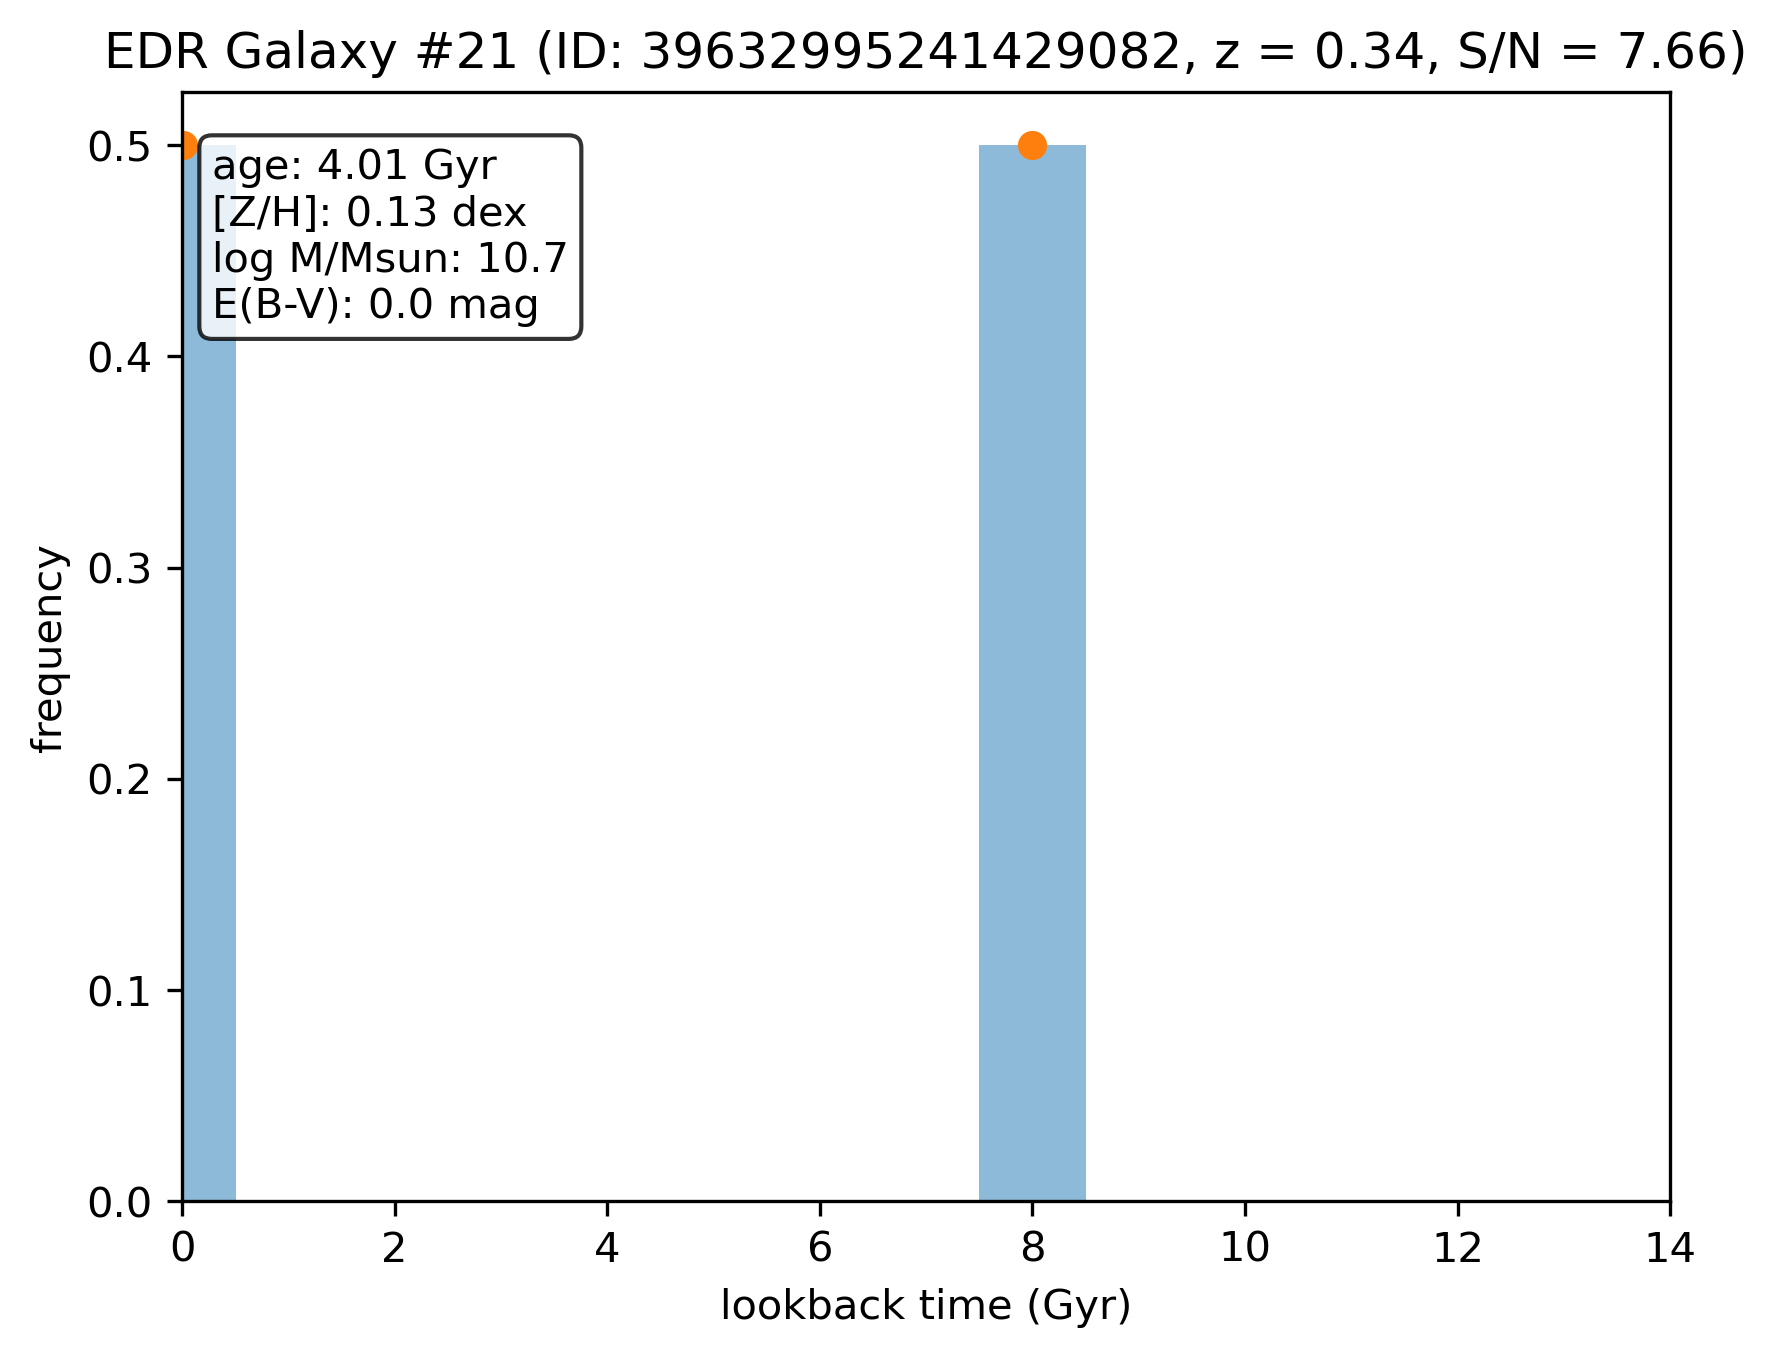 EDR Galaxy #21 (ID: 39632995241429082, z = 0.34, S/N = 7.66)
age: 4.01 Gyr
[Z/H]: 0.13 dex
log M/Msun: 10.7
E(B-V): 0.0 mag
0.5
0.4
0.3
0.2
0.1
0.0
frequency
0 2 4 6 8 10 12 14
lookback time (Gyr)